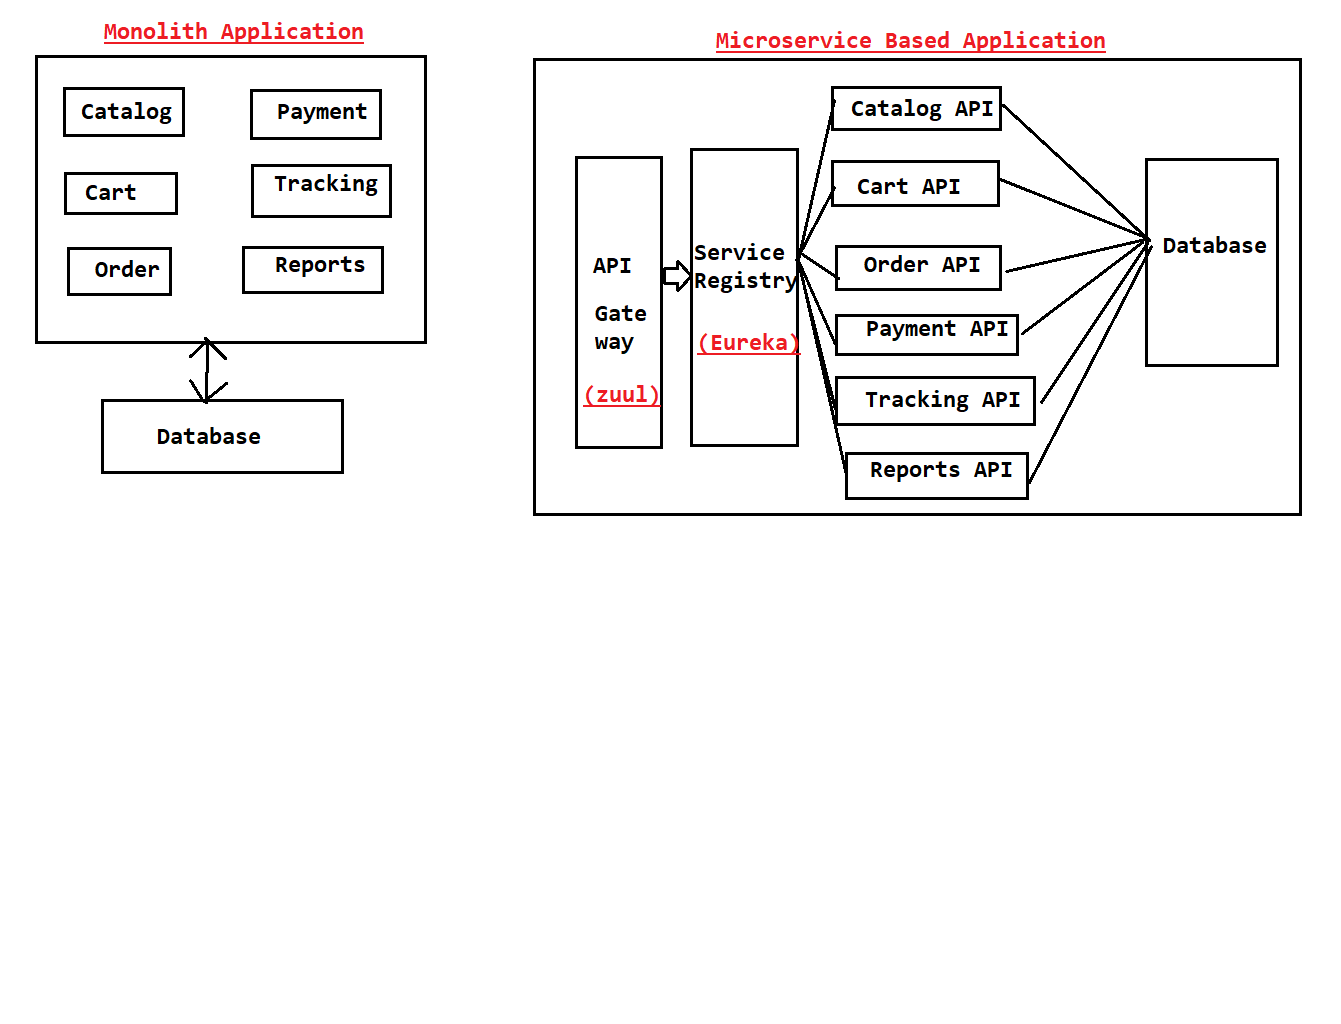 Monolith Application
Catalog
Payment
Cart
Tracking
Order
Reports
Database
Microservice Based Application
API
Gate
way
(zuul)
Service
Registry
(Eureka)
Catalog API
Cart API
Order API
Payment API
Tracking API
Reports API
Database